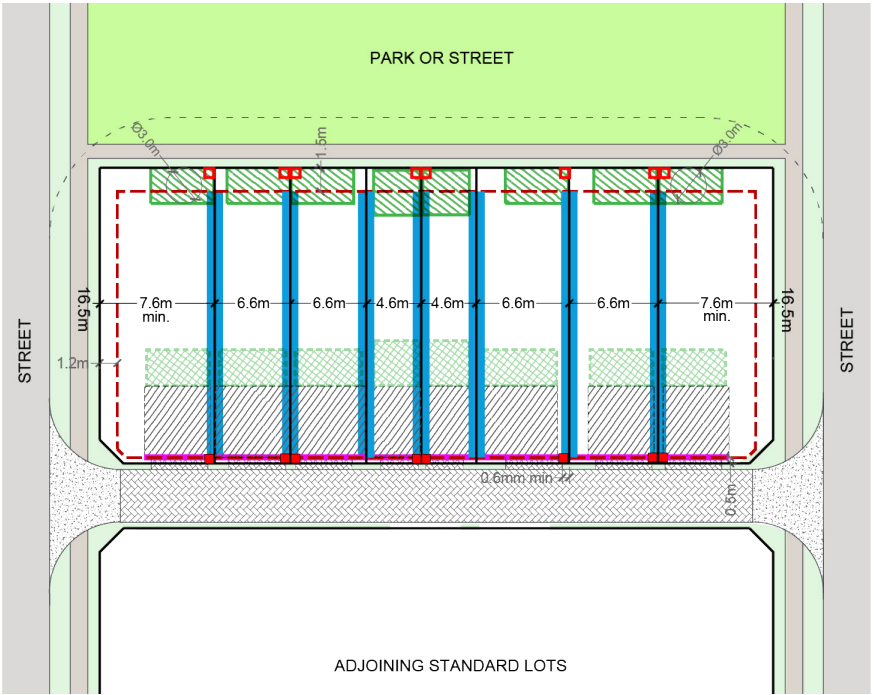 PARK OR STREET
Ø3.0m
1.5m
Ø3.0m
16.5m
7.6m
min.
6.6m
6.6m
4.6m
4.6m
6.6m
6.6m
7.6m
min.
16.5m
STREET
1.2m
STREET
0.6mm min
0.5m
ADJOINING STANDARD LOTS